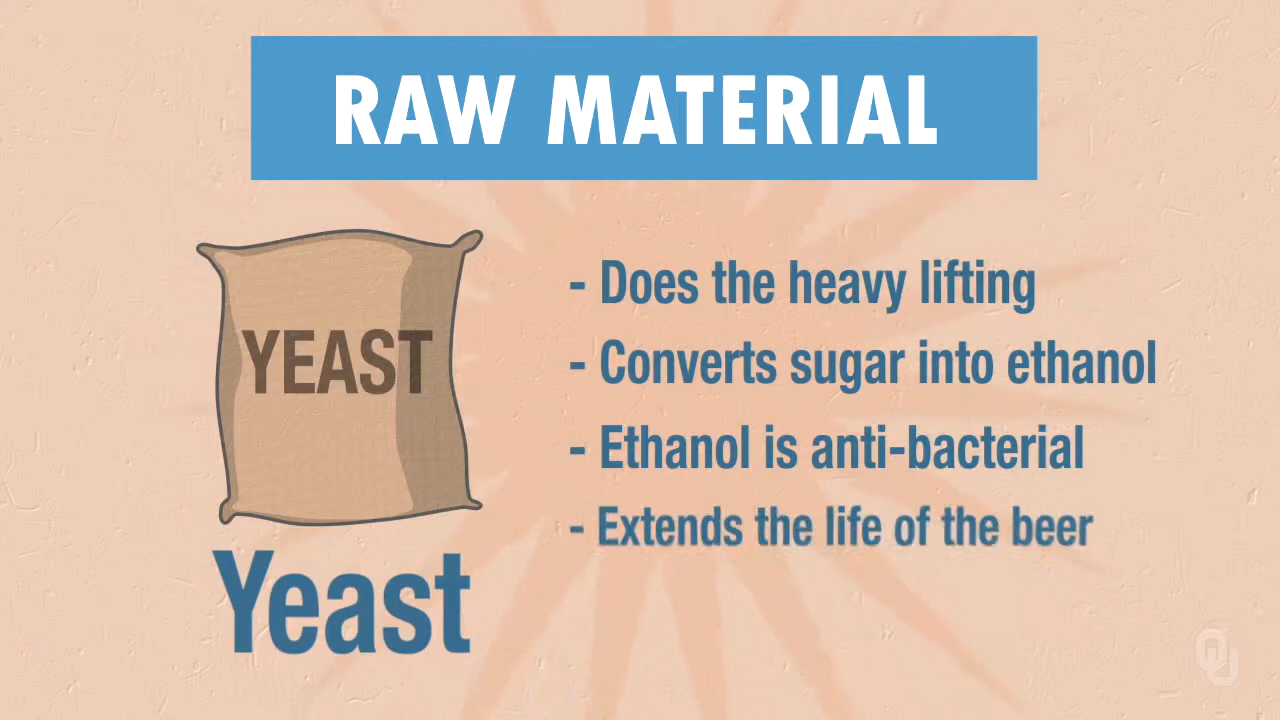 RAW MATERIAL
YEAST
Yeast
- Does the heavy lifting
- Converts sugar into ethanol
- Ethanol is anti-bacterial
- Extends the life of the beer
OU